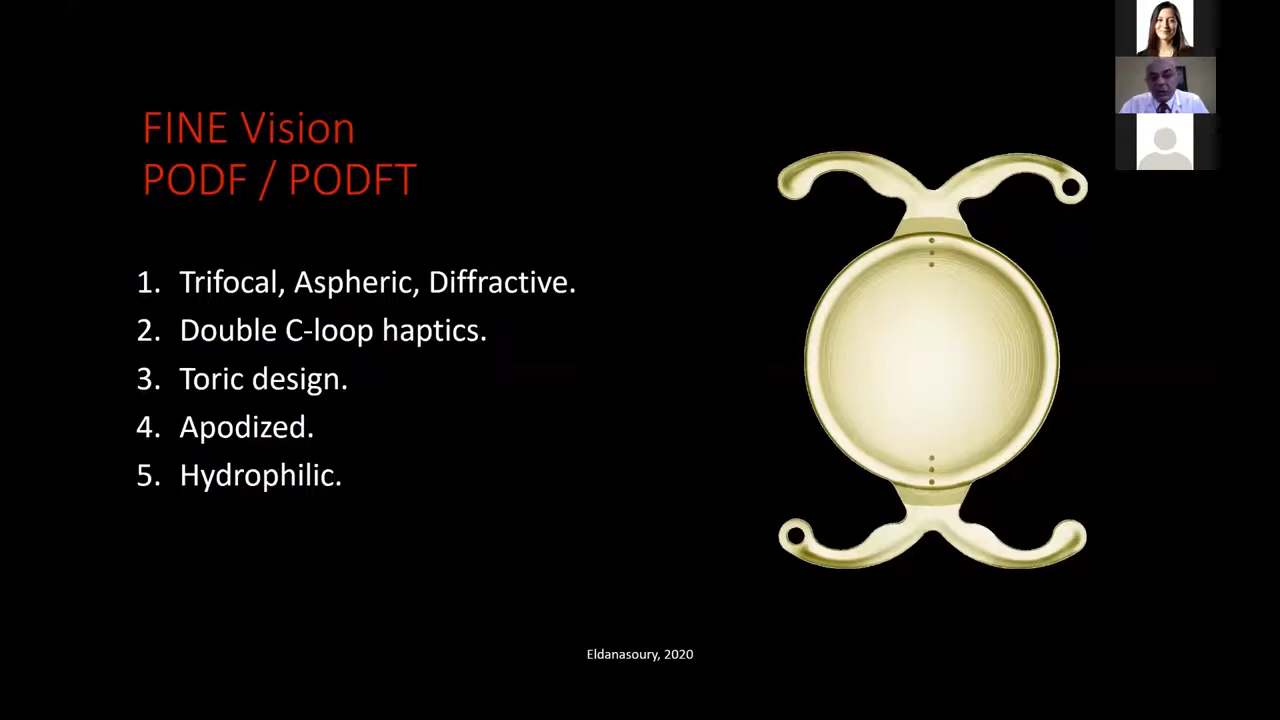 FINE Vision
PODF / PODFT
1. Trifocal, Aspheric, Diffractive.
2. Double C-loop haptics.
3. Toric design.
4. Apodized.
5. Hydrophilic.
Eldanasoury, 2020